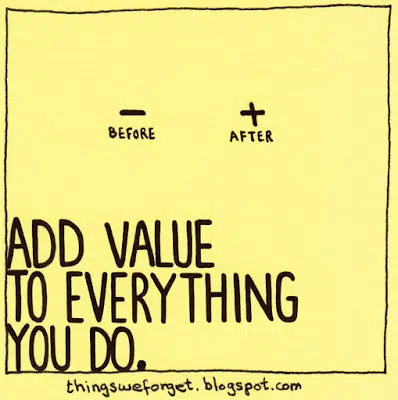 − +
BEFORE AFTER
ADD VALUE
TO EVERYTHING
YOU DO.
thingsweforget.blogspot.com